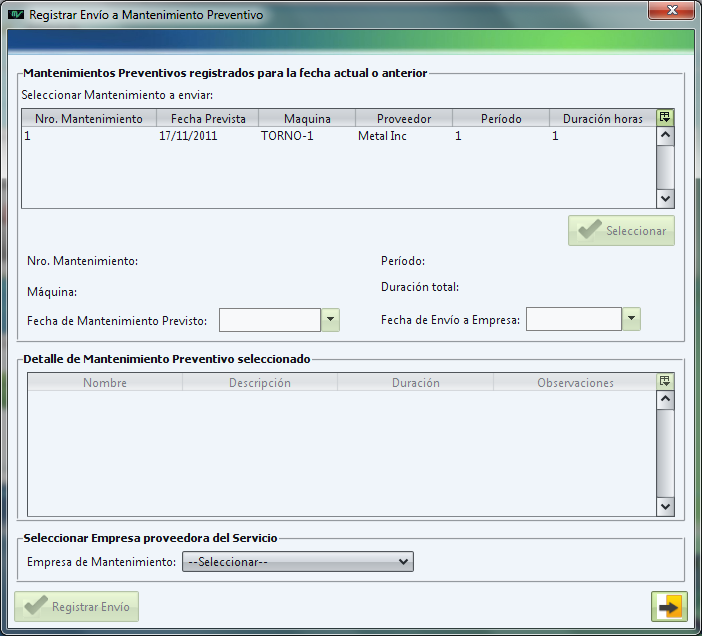 Registrar Envío a Mantenimiento Preventivo
Mantenimientos Preventivos registrados para la fecha actual o anterior
Seleccionar Mantenimiento a enviar:
Nro. Mantenimiento Fecha Prevista Maquina Proveedor Período Duración horas
1 17/11/2011 TORNO-1 Metal Inc 1 1
Seleccionar
Nro. Mantenimiento: Período:
Máquina: Duración total:
Fecha de Mantenimiento Previsto: Fecha de Envío a Empresa:
Detalle de Mantenimiento Preventivo seleccionado
Nombre Descripción Duración Observaciones
Seleccionar Empresa proveedora del Servicio
Empresa de Mantenimiento: --Seleccionar--
Registrar Envío